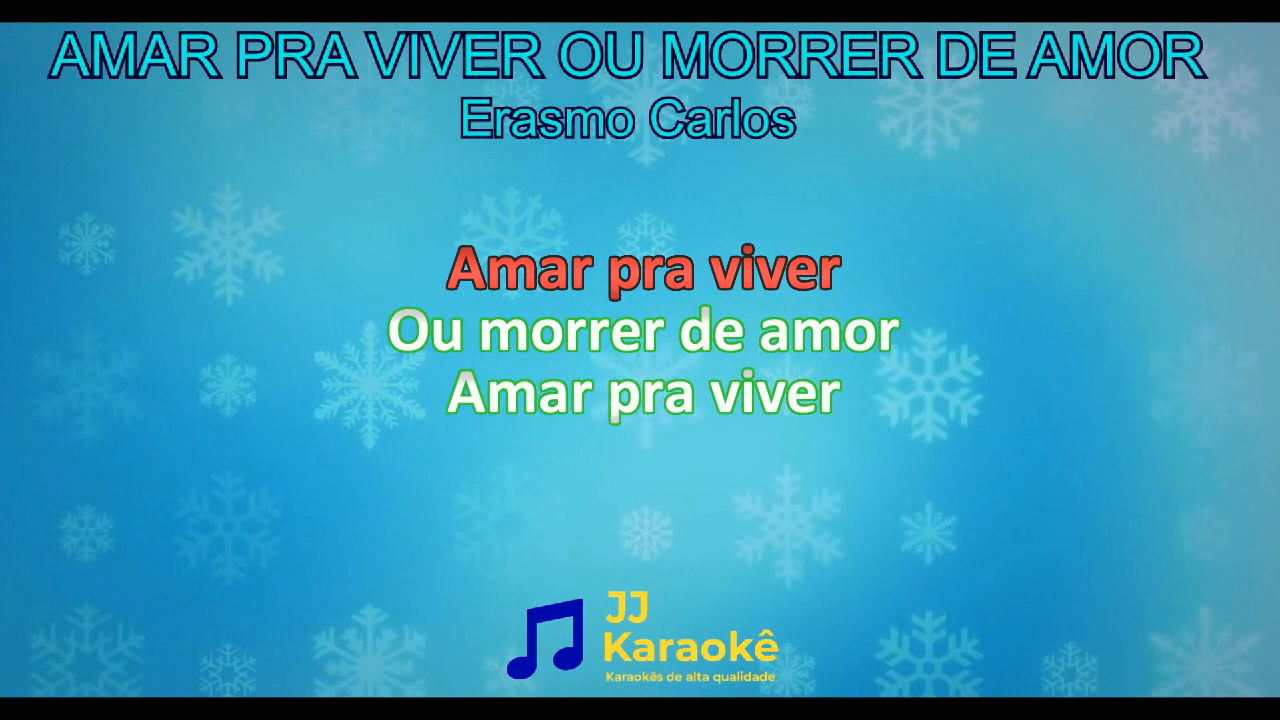 AMAR PRA VIVER OU MORRER DE AMOR
Erasmo Carlos
Amar pra viver
Ou morrer de amor
Amar pra viver
JJ
Karaokê
Karaokês de alta qualidade